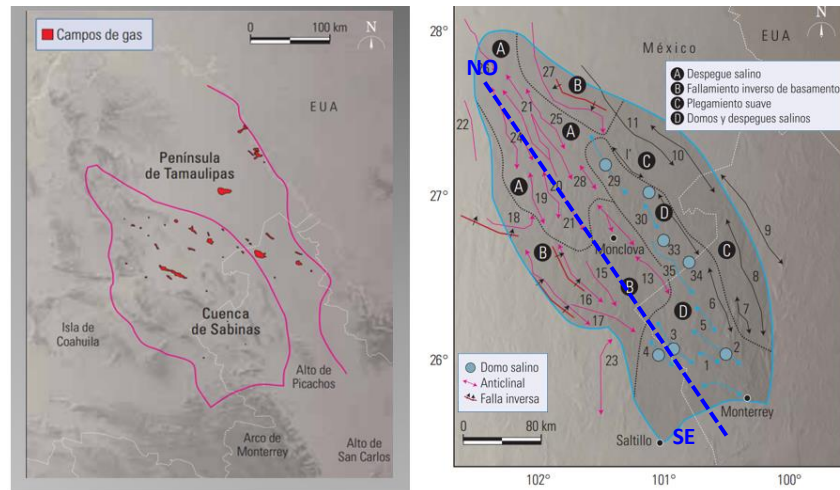 Campos de gas
0 100 km
N
EUA
Península
de Tamaulipas
Cuenca
de Sabinas
Isla de
Coahuila
Alto de
Picachos
Arco de
Monterrey
Alto de
San Carlos
28°
27°
26°
102° 101° 100°
N
México EUA
A Despegue salino
B Fallamiento inverso de basamento
C Plegamiento suave
D Domos y despegues salinos
NO
A
27
B
26
21
25
11
22
24
A
1'
C
10
28
29
A
19
20
30
D
9
18
21
Monclova
33
C
B
15
35
34
8
13
16
B
D
6
7
17
5
3
4
2
1
23
Domo salino
Anticlinal
Falla inversa
0 80 km
Monterrey
Saltillo
SE